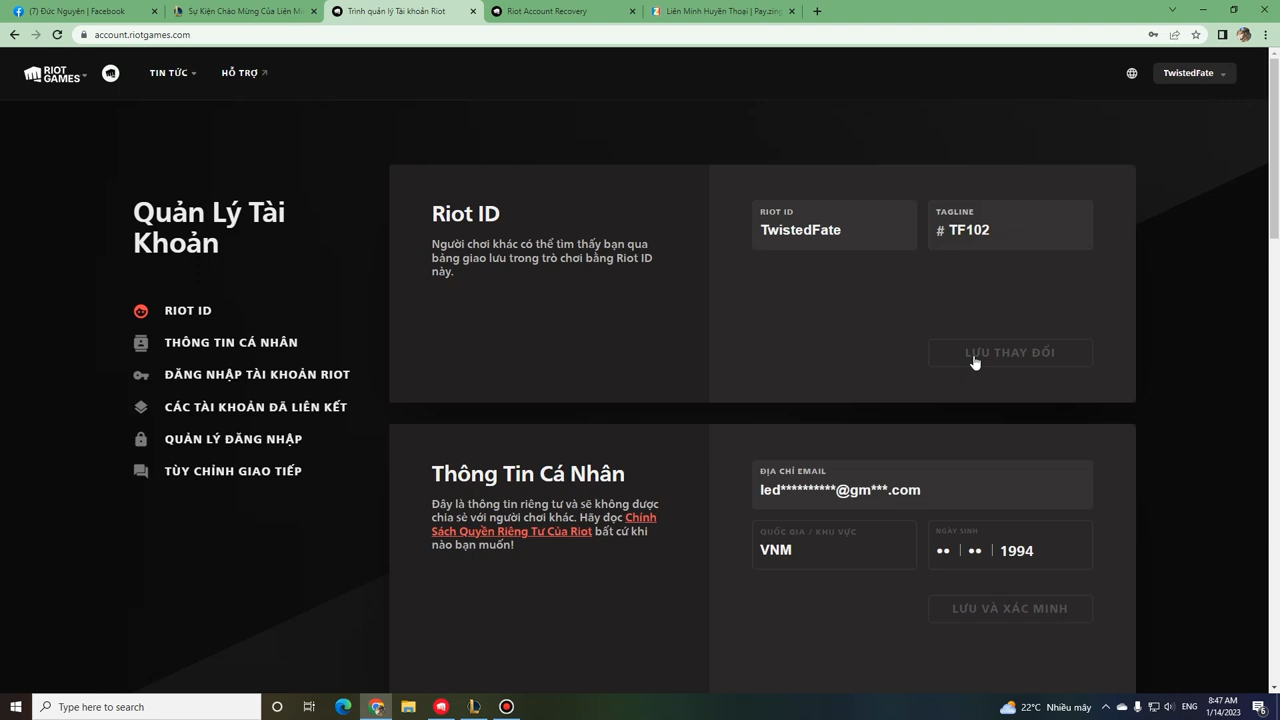 (7) Đức Nguyên | Facebook
Sự Kiện Chào Mừng Của Liên M
Trình quản lý Tài khoản Riot
Riot Account Recovery
Liên Minh Huyền Thoại | Pay.zing
account.riotgames.com
RIOT GAMES
TIN TỨC
HỖ TRỢ
TwistedFate
Quản Lý Tài
Khoản
RIOT ID
THÔNG TIN CÁ NHÂN
ĐĂNG NHẬP TÀI KHOẢN RIOT
CÁC TÀI KHOẢN ĐÃ LIÊN KẾT
QUẢN LÝ ĐĂNG NHẬP
TÙY CHỈNH GIAO TIẾP
Riot ID
Người chơi khác có thể tìm thấy bạn qua
bảng giao lưu trong trò chơi bằng Riot ID
này.
RIOT ID
TwistedFate
TAGLINE
# TF102
LƯU THAY ĐỔI
Thông Tin Cá Nhân
Đây là thông tin riêng tư và sẽ không được
chia sẻ với người chơi khác. Hãy đọc Chính
Sách Quyền Riêng Tư Của Riot bất cứ khi
nào bạn muốn!
ĐỊA CHỈ EMAIL
led**********@gm***.com
QUỐC GIA / KHU VỰC
VNM
NGÀY SINH
•• | •• | 1994
LƯU VÀ XÁC MINH
Type here to search
22°C Nhiều mây
ENG
8:47 AM
1/14/2023
6